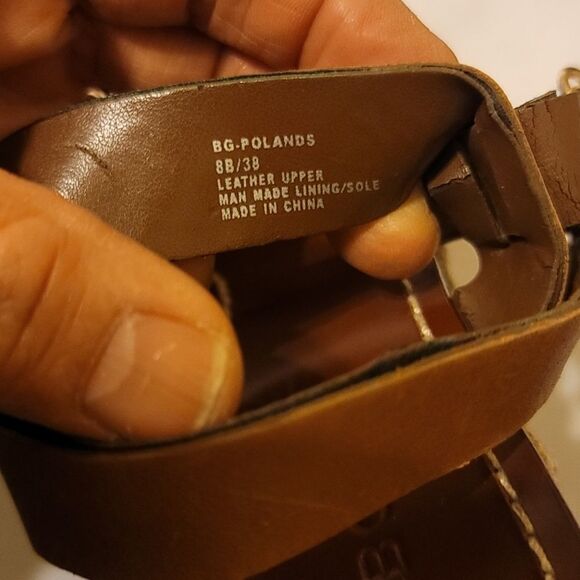 BG-POLANDS
8B/38
LEATHER UPPER
MAN MADE LINING/SOLE
MADE IN CHINA